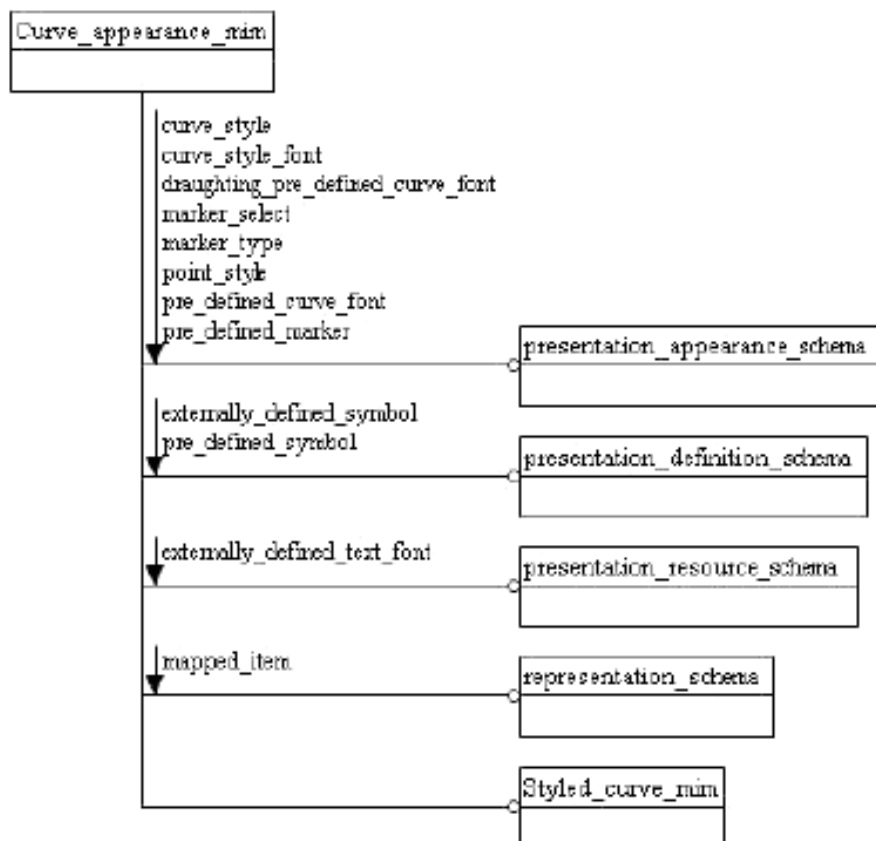 Curve_appearance_mim
curve_style
curve_style_font
draughting_pre_defined_curve_font
marker_select
marker_type
point_style
pre_defined_curve_font
pre_defined_marker
presentation_appearance_schema
externally_defined_symbol
pre_defined_symbol
presentation_definition_schema
externally_defined_text_font
presentation_resource_schema
mapped_item
representation_schema
Styled_curve_mim